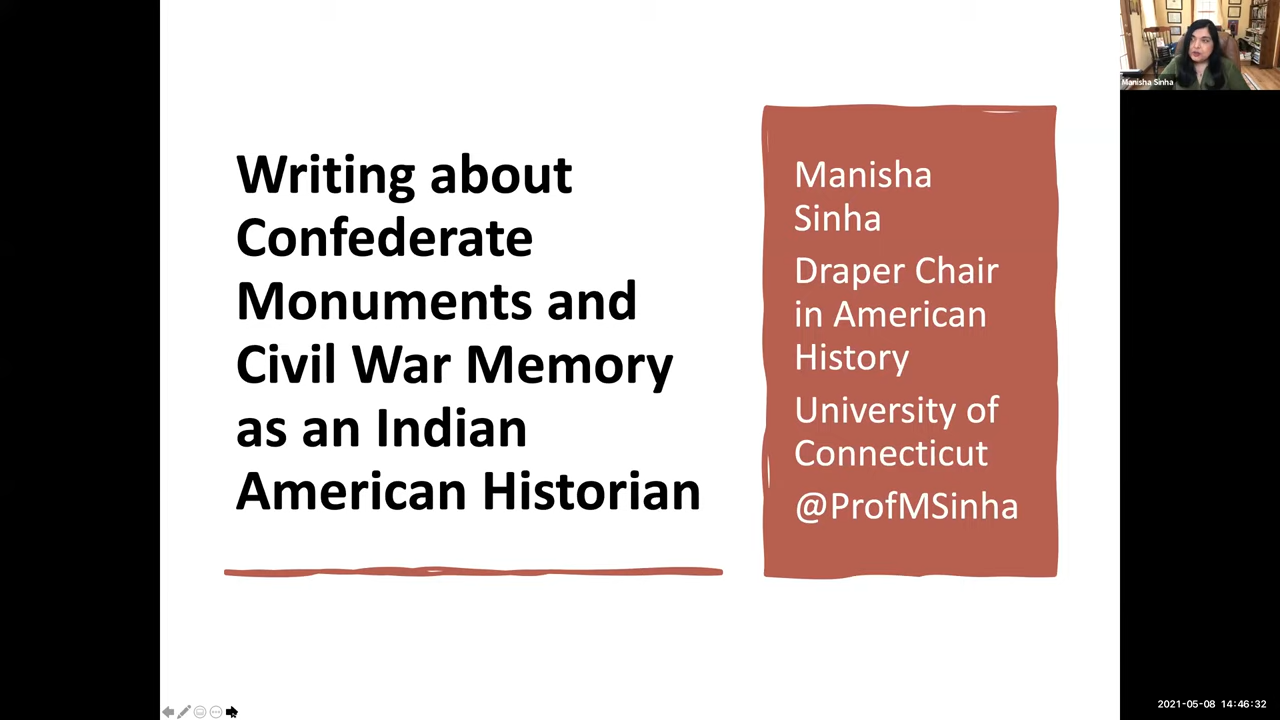 Writing about
Confederate
Monuments and
Civil War Memory
as an Indian
American Historian
Manisha
Sinha
Draper Chair
in American
History
University of
Connecticut
@ProfMSinha
Manisha Sinha
2021-05-08 14:46:32